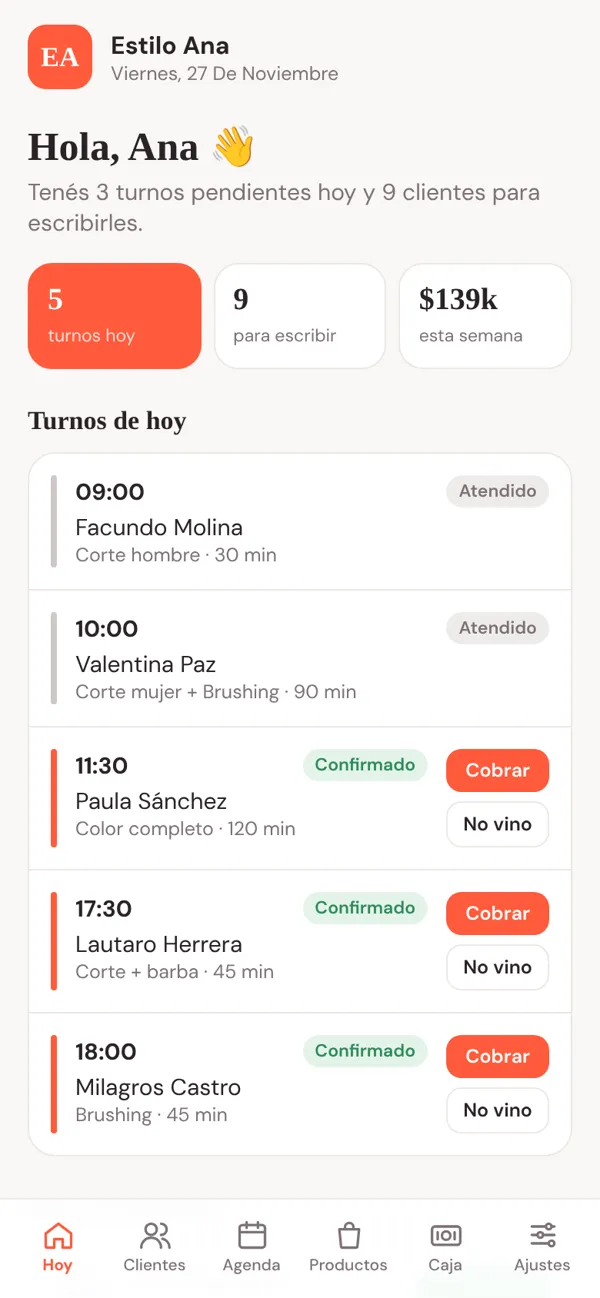 EA
Estilo Ana
Viernes, 27 De Noviembre
Hola, Ana 👋
Tenés 3 turnos pendientes hoy y 9 clientes para
escribirles.
5
turnos hoy
9
para escribir
$139k
esta semana
Turnos de hoy
09:00
Atendido
Facundo Molina
Corte hombre · 30 min
10:00
Atendido
Valentina Paz
Corte mujer + Brushing · 90 min
11:30
Confirmado
Cobrar
Paula Sánchez
Color completo · 120 min
No vino
17:30
Confirmado
Cobrar
Lautaro Herrera
Corte + barba · 45 min
No vino
18:00
Confirmado
Cobrar
Milagros Castro
Brushing · 45 min
No vino
Hoy
Clientes
Agenda
Productos
Caja
Ajustes